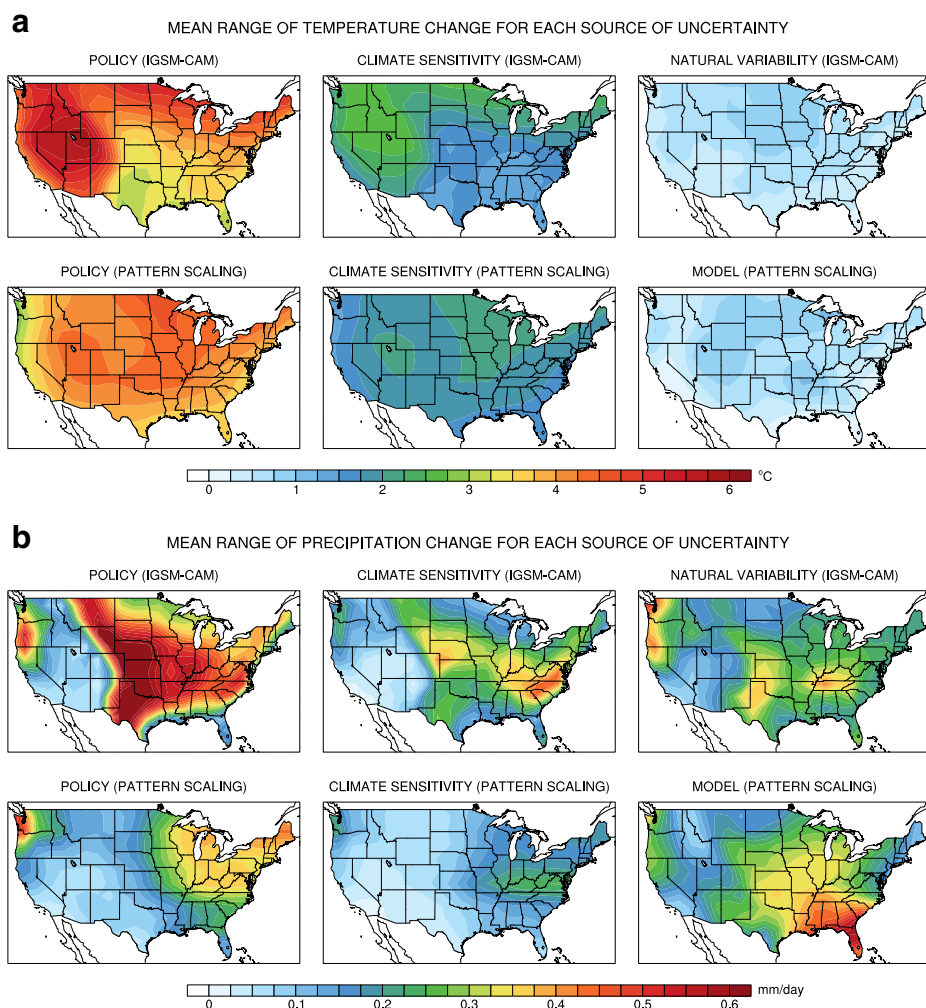 a
MEAN RANGE OF TEMPERATURE CHANGE FOR EACH SOURCE OF UNCERTAINTY
POLICY (IGSM-CAM) CLIMATE SENSITIVITY (IGSM-CAM) NATURAL VARIABILITY (IGSM-CAM)
POLICY (PATTERN SCALING) CLIMATE SENSITIVITY (PATTERN SCALING) MODEL (PATTERN SCALING)
0 1 2 3 4 5 6 °C
b
MEAN RANGE OF PRECIPITATION CHANGE FOR EACH SOURCE OF UNCERTAINTY
POLICY (IGSM-CAM) CLIMATE SENSITIVITY (IGSM-CAM) NATURAL VARIABILITY (IGSM-CAM)
POLICY (PATTERN SCALING) CLIMATE SENSITIVITY (PATTERN SCALING) MODEL (PATTERN SCALING)
0 0.1 0.2 0.3 0.4 0.5 0.6 mm/day